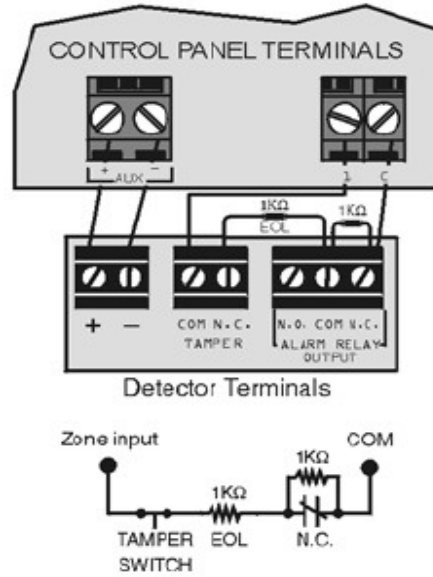 CONTROL PANEL TERMINALS
+ −
AUX
1 C
1KΩ
EOL
1KΩ
+ −
COM N.C.
TAMPER
N.O. COM N.C.
ALARM RELAY
OUTPUT
Detector Terminals
Zone input
COM
1KΩ
1KΩ
TAMPER
SWITCH
EOL
N.C.